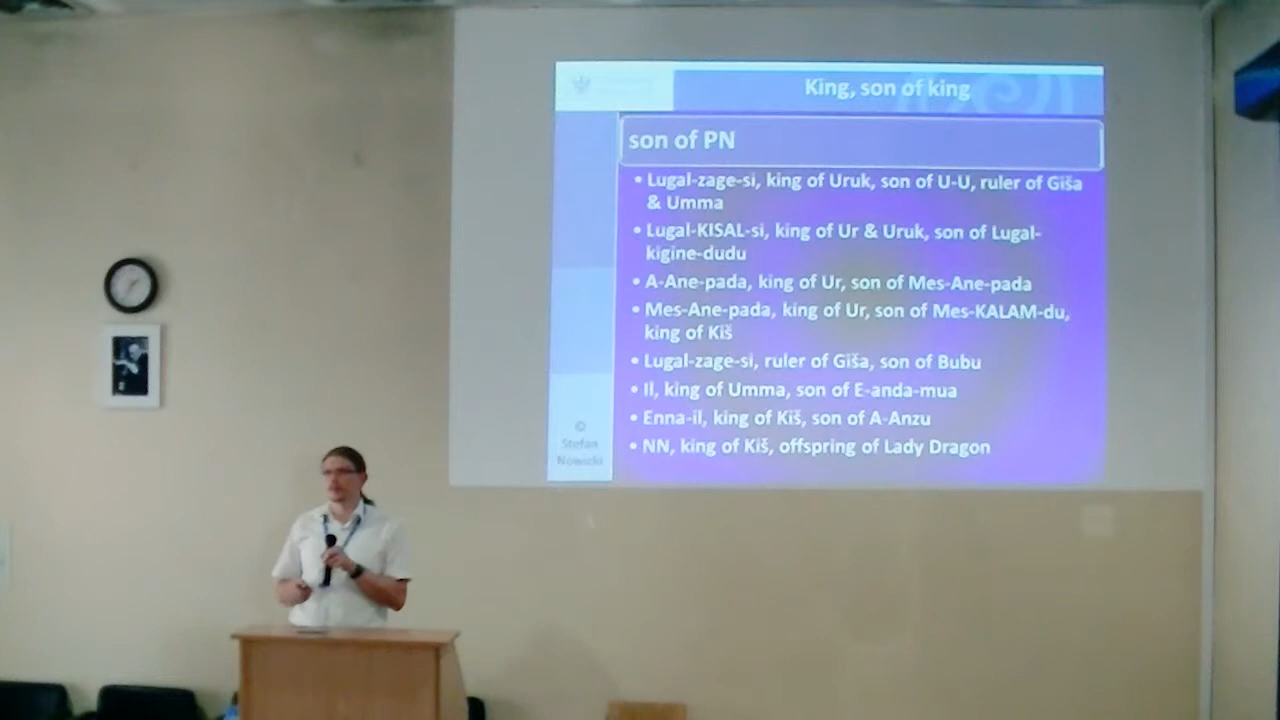 King, son of king
son of PN
• Lugal-zage-si, king of Uruk, son of U-U, ruler of Giša
& Umma
• Lugal-KISAL-si, king of Ur & Uruk, son of Lugal-
kigine-dudu
• A-Ane-pada, king of Ur, son of Mes-Ane-pada
• Mes-Ane-pada, king of Ur, son of Mes-KALAM-du,
king of Kiš
• Lugal-zage-si, ruler of Giša, son of Bubu
• Il, king of Umma, son of E-anda-mua
• Enna-il, king of Kiš, son of A-Anzu
• NN, king of Kiš, offspring of Lady Dragon
©
Stefan
Nowicki